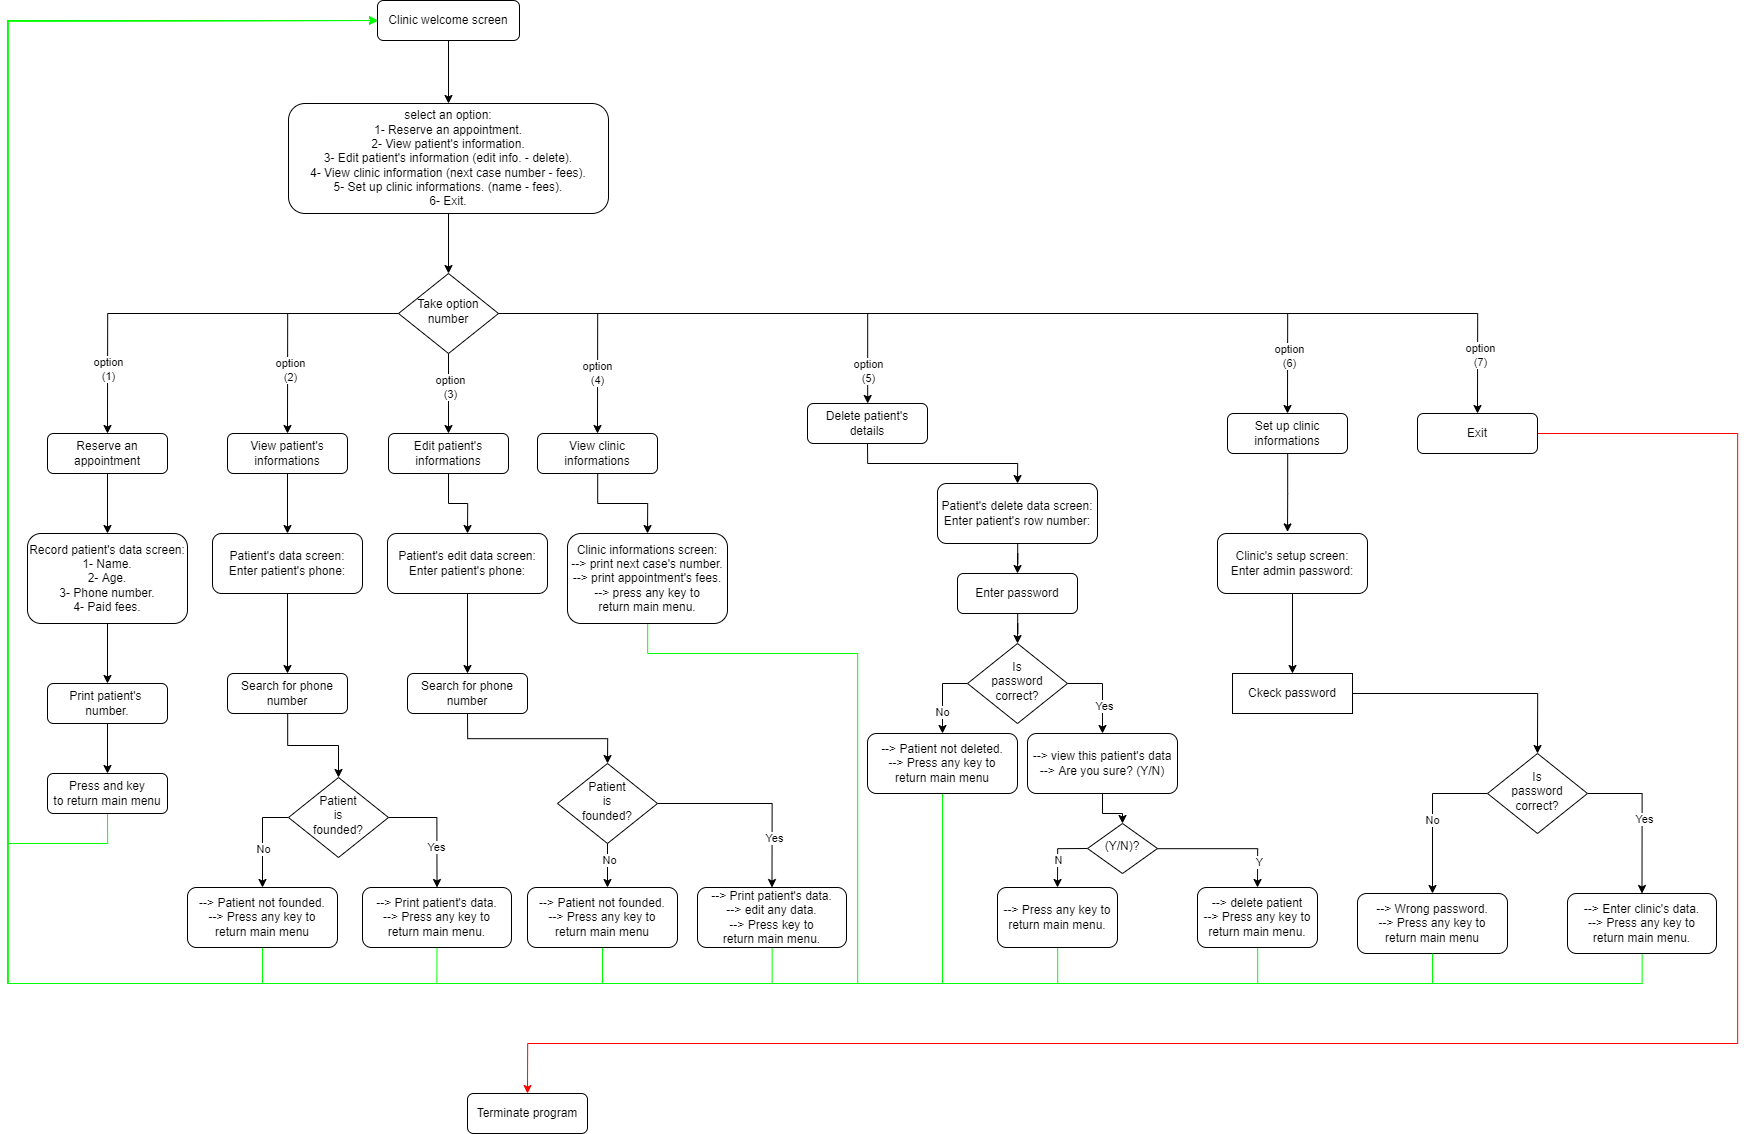 Clinic welcome screen
select an option:
1- Reserve an appointment.
2- View patient's information.
3- Edit patient's information (edit info. - delete).
4- View clinic information (next case number - fees).
5- Set up clinic informations. (name - fees).
6- Exit.
Take option
number
option
(1)
option
(2)
option
(3)
option
(4)
option
(5)
option
(6)
option
(7)
Reserve an
appointment
View patient's
informations
Edit patient's
informations
View clinic
informations
Delete patient's
details
Set up clinic
informations
Exit
Record patient's data screen:
1- Name.
2- Age.
3- Phone number.
4- Paid fees.
Patient's data screen:
Enter patient's phone:
Patient's edit data screen:
Enter patient's phone:
Clinic informations screen:
--> print next case's number.
--> print appointment's fees.
--> press any key to
return main menu.
Patient's delete data screen:
Enter patient's row number:
Clinic's setup screen:
Enter admin password:
Enter password
Print patient's
number.
Search for phone
number
Search for phone
number
Is
password
correct?
Ckeck password
No
Yes
Press and key
to return main menu
--> Patient not deleted.
--> Press any key to
return main menu
--> view this patient's data
--> Are you sure? (Y/N)
Patient
is
founded?
Patient
is
founded?
Is
password
correct?
(Y/N)?
No
Yes
No
Yes
N
Y
No
Yes
--> Patient not founded.
--> Press any key to
return main menu
--> Print patient's data.
--> Press any key to
return main menu.
--> Patient not founded.
--> Press any key to
return main menu
--> Print patient's data.
--> edit any data.
--> Press key to
return main menu.
--> Press any key to
return main menu.
--> delete patient
--> Press any key to
return main menu.
--> Wrong password.
--> Press any key to
return main menu
--> Enter clinic's data.
--> Press any key to
return main menu.
Terminate program